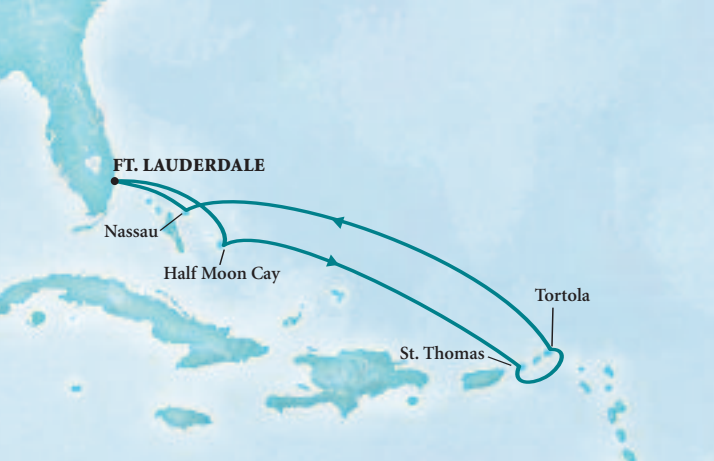 FT. LAUDERDALE
Nassau
Half Moon Cay
Tortola
St. Thomas